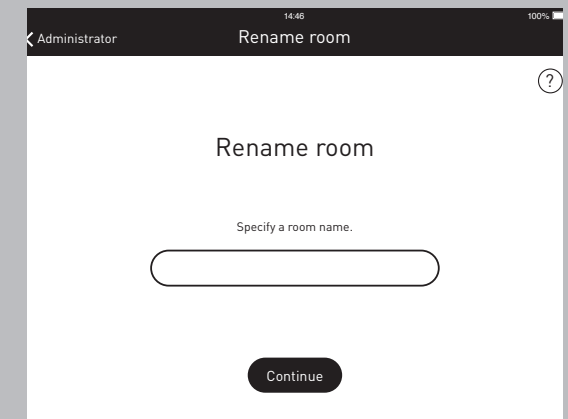 14:46
100%
Administrator
Rename room
?
Rename room
Specify a room name.
Continue